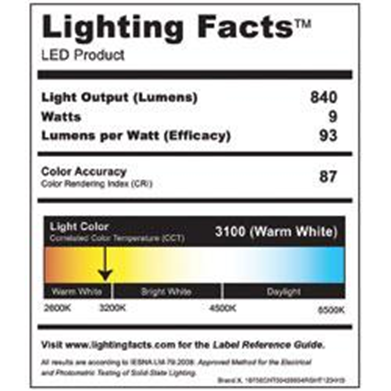 Lighting Facts™
LED Product
Light Output (Lumens) 840
Watts 9
Lumens per Watt (Efficacy) 93
Color Accuracy
Color Rendering Index (CRI) 87
Light Color
Correlated Color Temperature (CCT) 3100 (Warm White)
Warm White Bright White Daylight
2600K 3200K 4500K 6500K
Visit www.lightingfacts.com for the Label Reference Guide.
All results are according to IESNA LM-79-2008: Approved Method for the Electrical
and Photometric Testing of Solid-State Lighting.
Brand X,